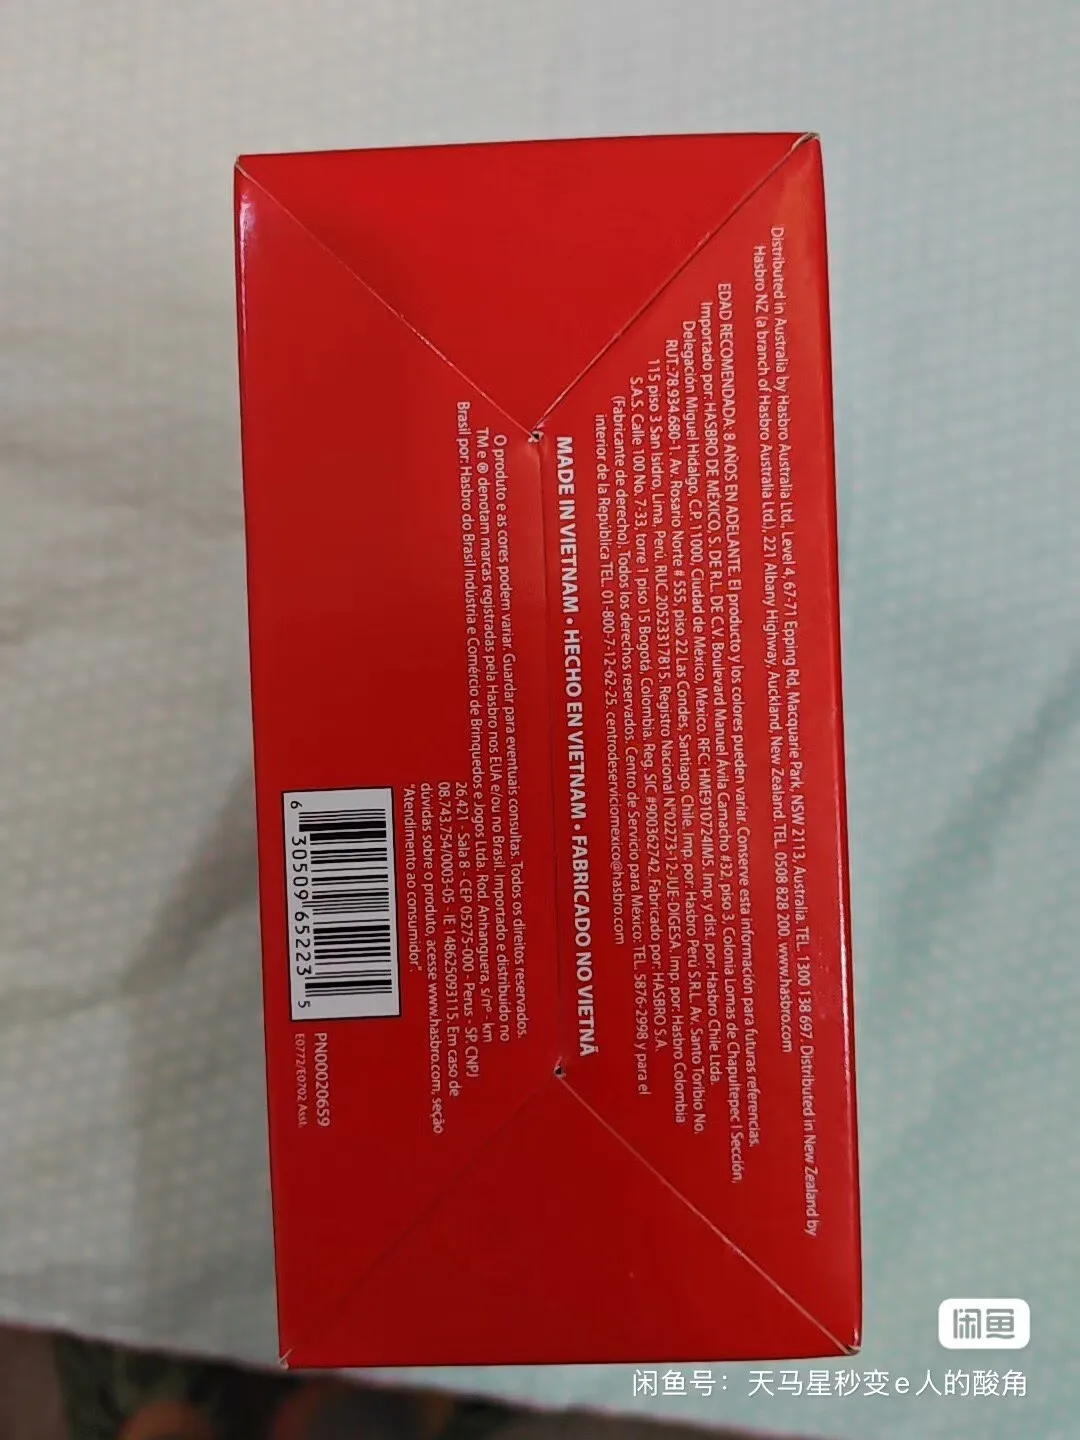 Distributed in Australia by Hasbro Australia Ltd., Level 4, 67-71 Epping Rd, Macquarie Park, NSW 2113, Australia. TEL. 1300 138 697. Distributed in New Zealand by
Hasbro NZ (a branch of Hasbro Australia Ltd.), 221 Albany Highway, Auckland, New Zealand. TEL. 0508 828 200. www.hasbro.com
EDAD RECOMENDADA: 8 AÑOS EN ADELANTE. El producto y los colores pueden variar. Conserve esta información para futuras referencias.
Importado por: HASBRO DE MÉXICO S. DE R.L. DE C.V. Boulevard Manuel Ávila Camacho #32, piso 3, Colonia Lomas de Chapultepec I Sección,
Delegación Miguel Hidalgo, C.P. 11000, Ciudad de México, México. RFC. HME910724IM5. Imp. y dist. por: Hasbro Chile Ltda.
RUT.:78.934.680-1. Av. Rosario Norte # 555, piso 22 Las Condes, Santiago, Chile. Imp. por: Hasbro Perú S.R.L. Av. Santo Toribio No.
115 piso 3 San Isidro, Lima, Perú. RUC.20523317815. Registro Nacional N°02273-12-JUE-DIGESA. Imp. por: Hasbro Colombia
S.A.S. Calle 100 No. 7-33, torre 1 piso 15 Bogotá, Colombia. Reg. SIC #900362742. Fabricado por: HASBRO S.A.
(Fabricante de derecho), Todos los derechos reservados. Centro de Servicio para México: TEL. 5876-2998 y para el
interior de la República TEL. 01-800-7-12-62-25, centrodeserviciomexico@hasbro.com
MADE IN VIETNAM • HECHO EN VIETNAM • FABRICADO NO VIETNÃ
O produto e as cores podem variar. Guardar para eventuais consultas. Todos os direitos reservados.
TM e ® denotam marcas registradas pela Hasbro nos EUA e/ou no Brasil. Importado e distribuído no
Brasil por: Hasbro do Brasil Indústria e Comércio de Brinquedos e Jogos Ltda. Rod. Anhanguera, s/nº - km
26,421 - Sala 8 - CEP 05275-000 - Perus - SP. CNPJ
08.743.754/0003-05 - IE 148625093115. Em caso de
dúvidas sobre o produto, acesse www.hasbro.com, seção
"Atendimento ao consumidor".
6 30509 65223 5
PN00020659
E0772/E0702 Asst.
闲鱼
闲鱼号：天马星秒变e人的酸角